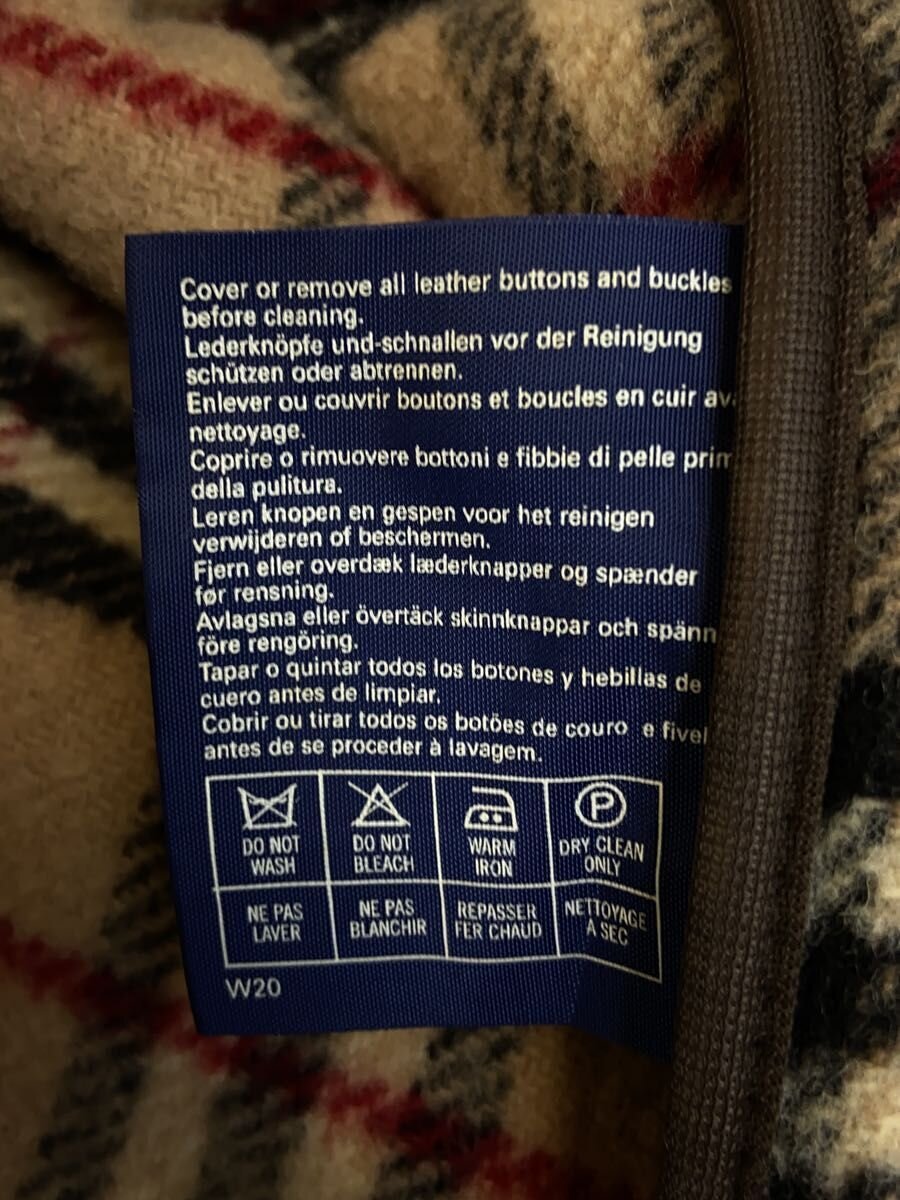 Cover or remove all leather buttons and buckles
before cleaning.
Lederknöpfe und-schnallen vor der Reinigung
schützen oder abtrennen.
Enlever ou couvrir boutons et boucles en cuir
nettoyage.
Coprire o rimuovere bottoni e fibbie di pelle
della pulitura.
Leren knopen en gespen voor het reinigen
verwijderen of beschermen.
Fjern eller overdæk læderknapper og spænder
før rensning.
Avlagsna eller övertäck skinnknappar och
före rengöring.
Tapar o quintar todos los botones y hebillas de
cuero antes de limpiar.
Cobrir ou tirar todos os botões de couro e
antes de se proceder à lavagem.
P
DO NOT WASH
DO NOT BLEACH
WARM IRON
DRY CLEAN ONLY
NE PAS LAVER
NE PAS BLANCHIR
REPASSER FER CHAUD
NETTOYAGE A SEC
W20